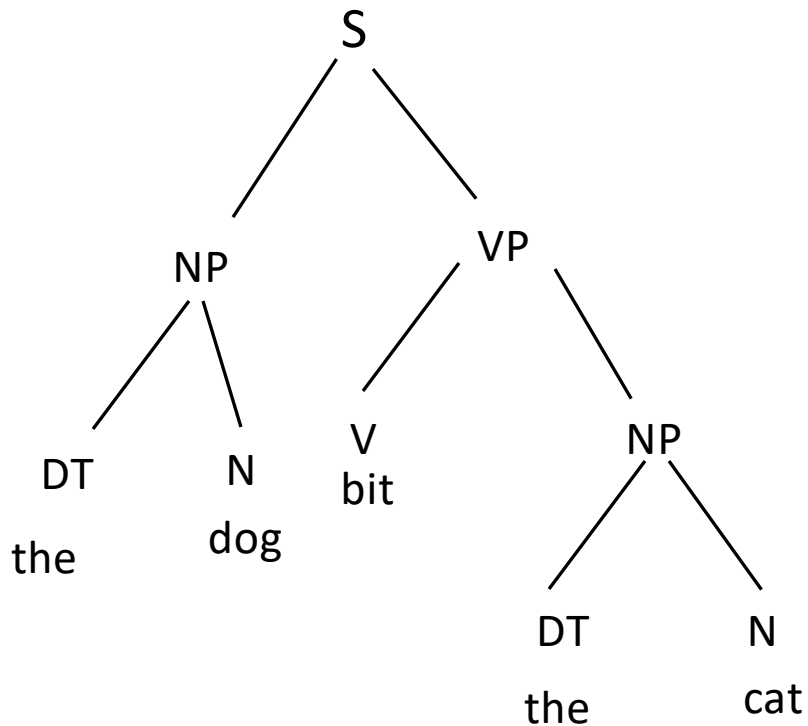 S
NP VP
DT N V NP
the dog bit
DT N
the cat